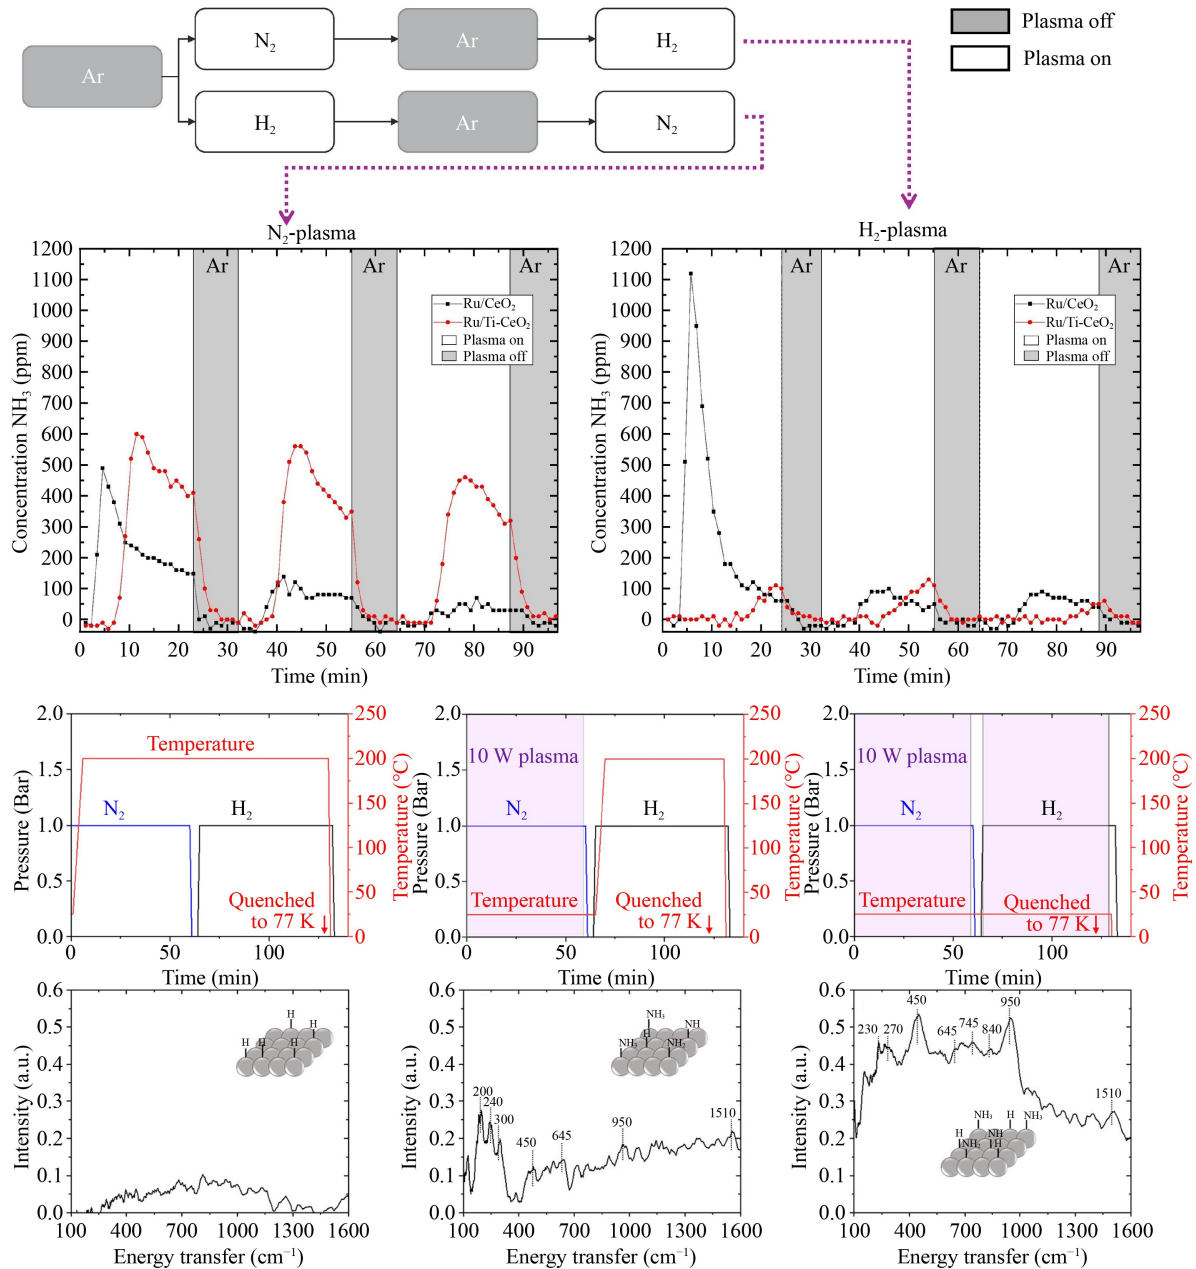 Plasma off
Plasma on
Ar
N2
Ar
H2
H2
Ar
N2
N2-plasma
Concentration NH3 (ppm)
1200
1100
1000
900
800
700
600
500
400
300
200
100
0
Ar
Ar
Ar
Ru/CeO2
Ru/Ti-CeO2
Plasma on
Plasma off
0 10 20 30 40 50 60 70 80 90
Time (min)
H2-plasma
Concentration NH3 (ppm)
1200
1100
1000
900
800
700
600
500
400
300
200
100
0
Ar
Ar
Ar
Ru/CeO2
Ru/Ti-CeO2
Plasma on
Plasma off
0 10 20 30 40 50 60 70 80 90
Time (min)
Pressure (Bar)
2.0
1.5
1.0
0.5
0.0
Temperature
N2
H2
Quenched
to 77 K
250
200
150
100
50
0
Temperature (°C)
0 50 100
Time (min)
Pressure (Bar)
2.0
1.5
1.0
0.5
0.0
10 W plasma
N2
H2
Temperature
Quenched
to 77 K
250
200
150
100
50
0
Temperature (°C)
0 50 100
Time (min)
Pressure (Bar)
2.0
1.5
1.0
0.5
0.0
10 W plasma
N2
H2
Temperature
Quenched
to 77 K
250
200
150
100
50
0
Temperature (°C)
0 50 100
Time (min)
Intensity (a.u.)
0.6
0.5
0.4
0.3
0.2
0.1
0.0
H
H
H H H
100 400 700 1000 1300 1600
Energy transfer (cm−1)
Intensity (a.u.)
0.6
0.5
0.4
0.3
0.2
0.1
0.0
NH3
H
NH
NH3
NH2
200
240
300
450
645
950
1510
100 400 700 1000 1300 1600
Energy transfer (cm−1)
Intensity (a.u.)
0.6
0.5
0.4
0.3
0.2
0.1
0.0
230 270
450
645
745
840
950
1510
NH3 H NH3
H NH
NH2 H
100 400 700 1000 1300 1600
Energy transfer (cm−1)